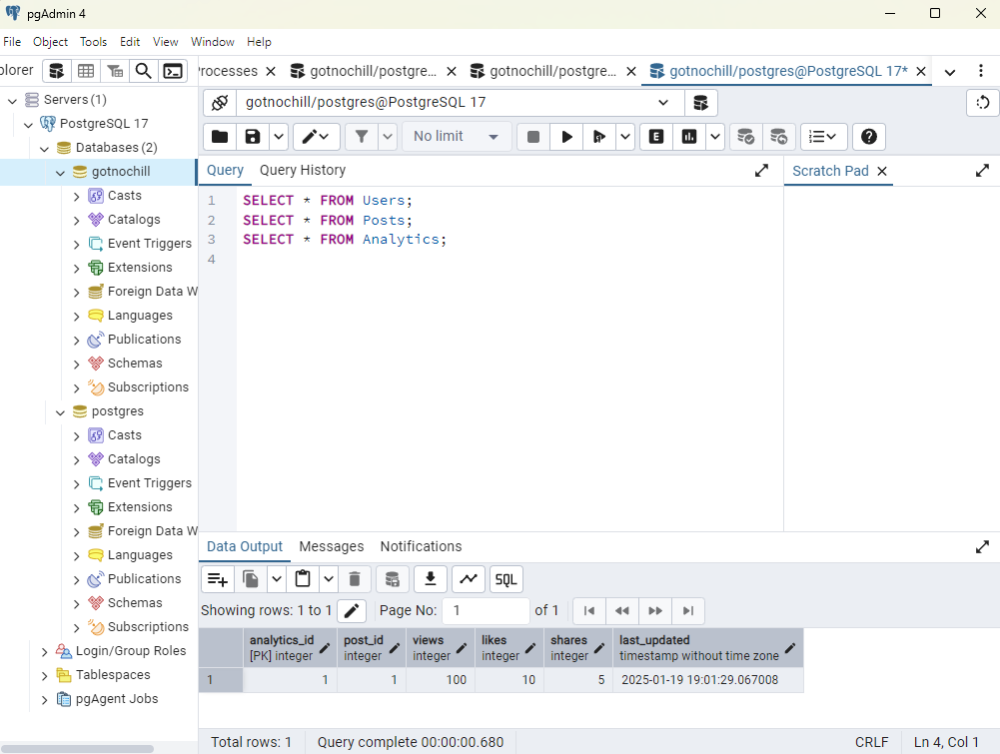 pgAdmin 4
File Object Tools Edit View Window Help
plorer
Processes
gotnochill/postgre...
gotnochill/postgre...
gotnochill/postgres@PostgreSQL 17*
Servers (1)
PostgreSQL 17
Databases (2)
gotnochill
Casts
Catalogs
Event Triggers
Extensions
Foreign Data W
Languages
Publications
Schemas
Subscriptions
postgres
Casts
Catalogs
Event Triggers
Extensions
Foreign Data W
Languages
Publications
Schemas
Subscriptions
Login/Group Roles
Tablespaces
pgAgent Jobs
gotnochill/postgres@PostgreSQL 17
No limit
E
Query Query History
Scratch Pad
1 SELECT * FROM Users;
2 SELECT * FROM Posts;
3 SELECT * FROM Analytics;
4
Data Output Messages Notifications
SQL
Showing rows: 1 to 1 Page No: 1 of 1
analytics_id post_id views likes shares last_updated
[PK] integer integer integer integer integer timestamp without time zone
1 1 1 100 10 5 2025-01-19 19:01:29.067008
Total rows: 1 Query complete 00:00:00.680 CRLF Ln 4, Col 1